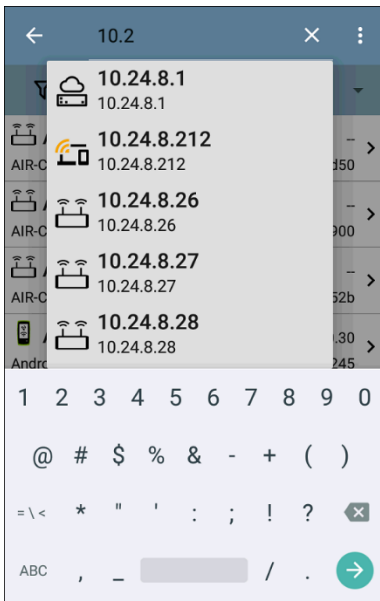 10.2
10.24.8.1
10.24.8.1
10.24.8.212
10.24.8.212
10.24.8.26
10.24.8.26
10.24.8.27
10.24.8.27
10.24.8.28
10.24.8.28
AIR-C
--
d50
AIR-C
--
900
AIR-C
--
52b
Andro
.30
245
1 2 3 4 5 6 7 8 9 0
@ # $ % & - + ( )
= \ < * " ' : ; ! ?
ABC , _ / .